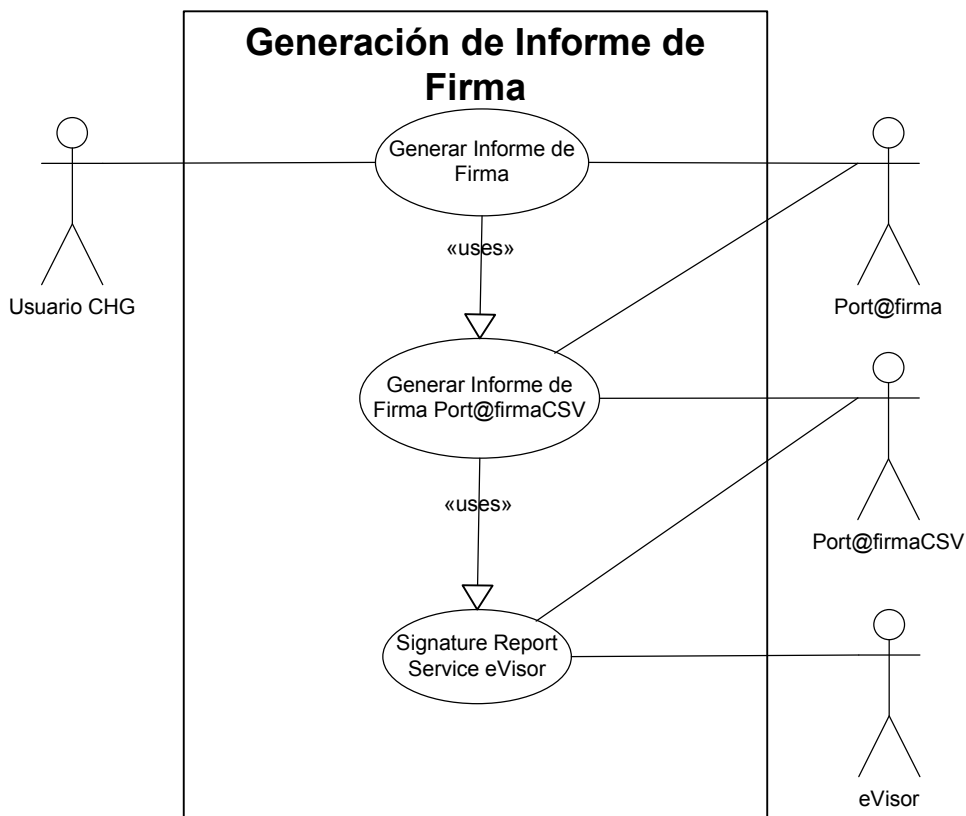 Generación de Informe de
Firma
Generar Informe de
Firma
«uses»
Usuario CHG
Port@firma
Generar Informe de
Firma Port@firmaCSV
«uses»
Port@firmaCSV
Signature Report
Service eVisor
eVisor